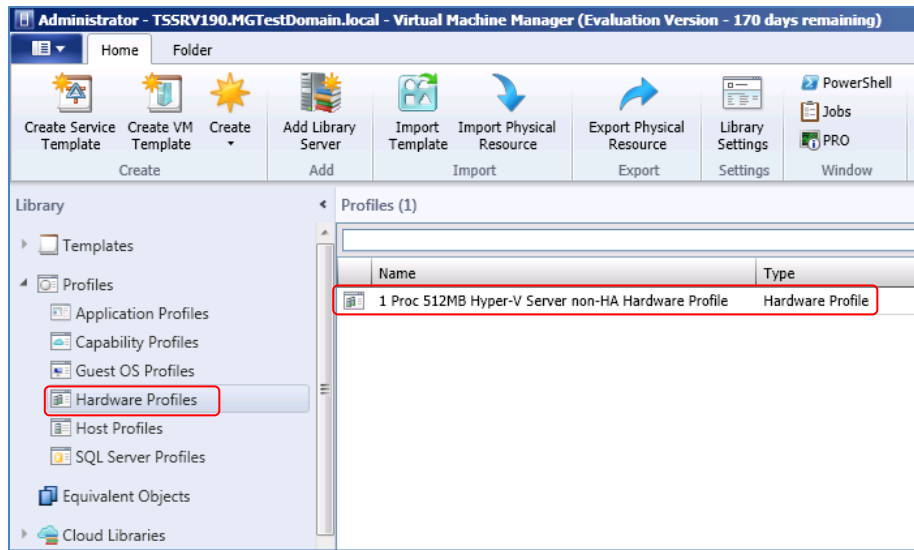 Administrator - TSSRV190.MGTestDomain.local - Virtual Machine Manager (Evaluation Version - 170 days remaining)
Home Folder
Create Service Template
Create VM Template
Create
Add Library Server
Import Template
Import Physical Resource
Export Physical Resource
Library Settings
PowerShell
Jobs
PRO
Create Add Import Export Settings Window
Library
Profiles (1)
Templates
Profiles
Application Profiles
Capability Profiles
Guest OS Profiles
Hardware Profiles
Host Profiles
SQL Server Profiles
Equivalent Objects
Cloud Libraries
Name Type
1 Proc 512MB Hyper-V Server non-HA Hardware Profile Hardware Profile